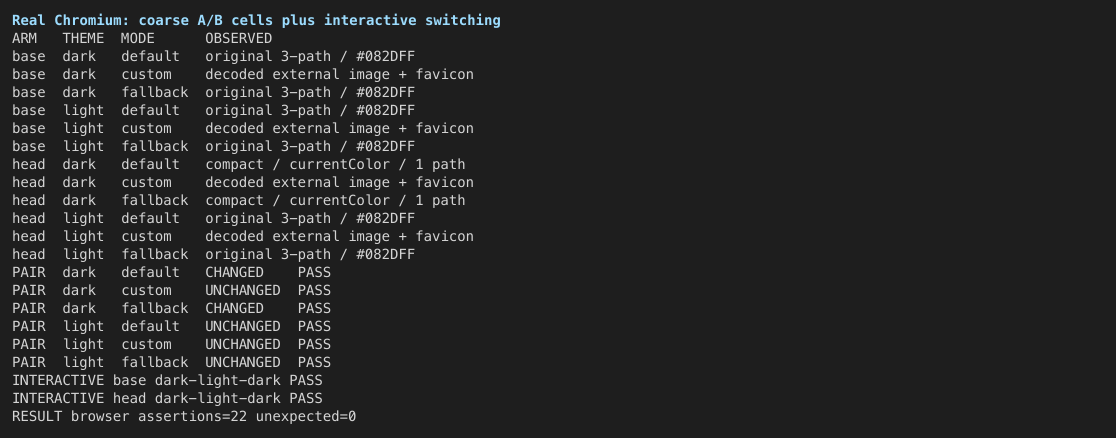 Real Chromium: coarse A/B cells plus interactive switching
ARM   THEME  MODE      OBSERVED
base  dark   default   original 3-path / #082DFF
base  dark   custom    decoded external image + favicon
base  dark   fallback  original 3-path / #082DFF
base  light  default   original 3-path / #082DFF
base  light  custom    decoded external image + favicon
base  light  fallback  original 3-path / #082DFF
head  dark   default   compact / currentColor / 1 path
head  dark   custom    decoded external image + favicon
head  dark   fallback  compact / currentColor / 1 path
head  light  default   original 3-path / #082DFF
head  light  custom    decoded external image + favicon
head  light  fallback  original 3-path / #082DFF
PAIR  dark   default   CHANGED    PASS
PAIR  dark   custom    UNCHANGED  PASS
PAIR  dark   fallback  CHANGED    PASS
PAIR  light  default   UNCHANGED  PASS
PAIR  light  custom    UNCHANGED  PASS
PAIR  light  fallback  UNCHANGED  PASS
INTERACTIVE base dark-light-dark PASS
INTERACTIVE head dark-light-dark PASS
RESULT browser assertions=22 unexpected=0